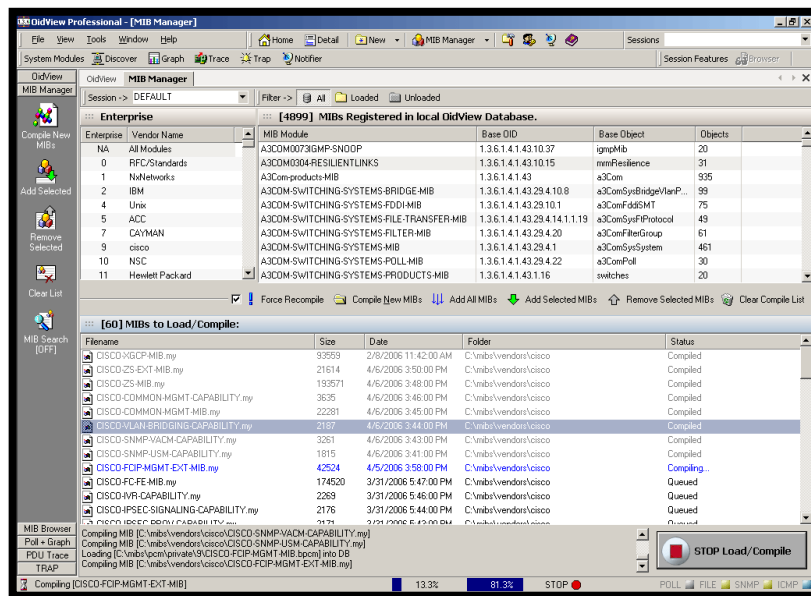 OidView Professional - [MIB Manager]
File View Tools Window Help Home Detail New MIB Manager Sessions
System Modules Discover Graph Trace Trap Notifier Session Features Browser
OidView
MIB Manager
OidView MIB Manager
Session -> DEFAULT Filter -> All Loaded Unloaded
Enterprise [4899] MIBs Registered in local OidView Database.
Enterprise Vendor Name MIB Module Base OID Base Object Objects
NA All Modules A3COM0073IGMP-SNOOP 1.3.6.1.4.1.43.10.37 igmpMib 20
0 RFC/Standards A3COM0304-RESILIENTLINKS 1.3.6.1.4.1.43.10.15 mrmResilience 31
1 NxNetworks A3Com-products-MIB 1.3.6.1.4.1.43 a3Com 935
2 IBM A3COM-SWITCHING-SYSTEMS-BRIDGE-MIB 1.3.6.1.4.1.43.29.4.10.8 a3ComSysBridgeVlanP... 99
4 Unix A3COM-SWITCHING-SYSTEMS-FDDI-MIB 1.3.6.1.4.1.43.29.10.1 a3ComFddiSMT 75
5 ACC A3COM-SWITCHING-SYSTEMS-FILE-TRANSFER-MIB 1.3.6.1.4.1.43.29.4.14.1.1.19 a3ComSysFtProtocol 49
7 CAYMAN A3COM-SWITCHING-SYSTEMS-FILTER-MIB 1.3.6.1.4.1.43.29.4.20 a3ComFilterGroup 61
9 cisco A3COM-SWITCHING-SYSTEMS-MIB 1.3.6.1.4.1.43.29.4.1 a3ComSysSystem 461
10 NSC A3COM-SWITCHING-SYSTEMS-POLL-MIB 1.3.6.1.4.1.43.29.4.22 a3ComPoll 30
11 Hewlett Packard A3COM-SWITCHING-SYSTEMS-PRODUCTS-MIB 1.3.6.1.4.1.43.1.16 switches 20
Compile New
MIBs
Add Selected
Remove
Selected
Clear List
MIB Search
[OFF]
Force Recompile Compile New MIBs Add All MIBs Add Selected MIBs Remove Selected MIBs Clear Compile List
[60] MIBs to Load/Compile:
Filename Size Date Folder Status
CISCO-XGCP-MIB.my 93559 2/8/2006 11:42:00 AM C:\mibs\vendors\cisco Compiled
CISCO-ZS-EXT-MIB.my 21614 4/6/2006 3:50:00 PM C:\mibs\vendors\cisco Compiled
CISCO-ZS-MIB.my 193571 4/6/2006 3:48:00 PM C:\mibs\vendors\cisco Compiled
CISCO-COMMON-MGMT-CAPABILITY.my 3635 4/6/2006 3:46:00 PM C:\mibs\vendors\cisco Compiled
CISCO-COMMON-MGMT-MIB.my 22281 4/6/2006 3:45:00 PM C:\mibs\vendors\cisco Compiled
CISCO-VLAN-BRIDGING-CAPABILITY.my 2187 4/6/2006 3:44:00 PM C:\mibs\vendors\cisco Compiled
CISCO-SNMP-VACM-CAPABILITY.my 3261 4/6/2006 3:43:00 PM C:\mibs\vendors\cisco Compiled
CISCO-SNMP-USM-CAPABILITY.my 1815 4/6/2006 3:41:00 PM C:\mibs\vendors\cisco Compiled
CISCO-FCIP-MGMT-EXT-MIB.my 42524 4/5/2006 3:58:00 PM C:\mibs\vendors\cisco Compiling...
CISCO-FC-FE-MIB.my 174520 3/31/2006 5:47:00 PM C:\mibs\vendors\cisco Queued
CISCO-IVR-CAPABILITY.my 2269 3/31/2006 5:46:00 PM C:\mibs\vendors\cisco Queued
CISCO-IPSEC-SIGNALING-CAPABILITY.my 2176 3/31/2006 5:44:00 PM C:\mibs\vendors\cisco Queued
CISCO-IPSEC-PROV-CAPABILITY.my 2171 3/31/2006 5:43:00 PM C:\mibs\vendors\cisco Queued
MIB Browser
Poll + Graph
PDU Trace
TRAP
Compiling MIB [C:\mibs\vendors\cisco\CISCO-SNMP-VACM-CAPABILITY.my]
Compiling MIB [C:\mibs\vendors\cisco\CISCO-SNMP-USM-CAPABILITY.my]
Loading [C:\mibs\pcm\private\9\CISCO-FCIP-MGMT-MIB.bpcm] into DB
Compiling MIB [C:\mibs\vendors\cisco\CISCO-FCIP-MGMT-EXT-MIB.my]
STOP Load/Compile
Compiling [CISCO-FCIP-MGMT-EXT-MIB] 13.3% 81.3% STOP POLL FILE SNMP ICMP